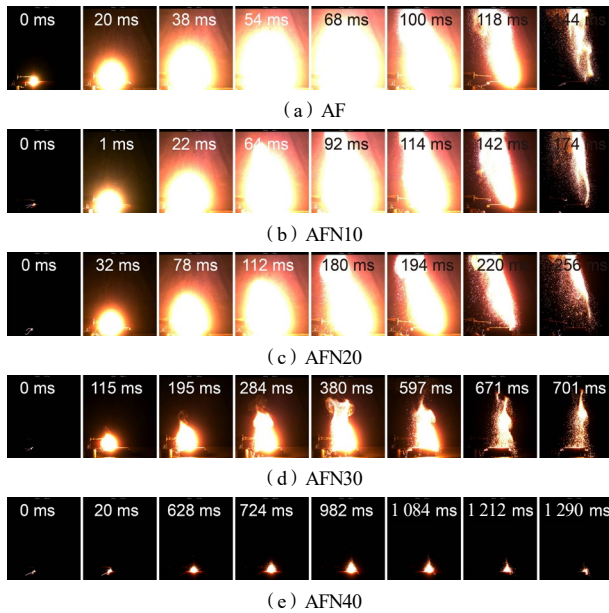 0 ms 20 ms 38 ms 54 ms 68 ms 100 ms 118 ms 144 ms
(a) AF
0 ms 1 ms 22 ms 64 ms 92 ms 114 ms 142 ms 174 ms
(b) AFN10
0 ms 32 ms 78 ms 112 ms 180 ms 194 ms 220 ms 256 ms
(c) AFN20
0 ms 115 ms 195 ms 284 ms 380 ms 597 ms 671 ms 701 ms
(d) AFN30
0 ms 20 ms 628 ms 724 ms 982 ms 1 084 ms 1 212 ms 1 290 ms
(e) AFN40